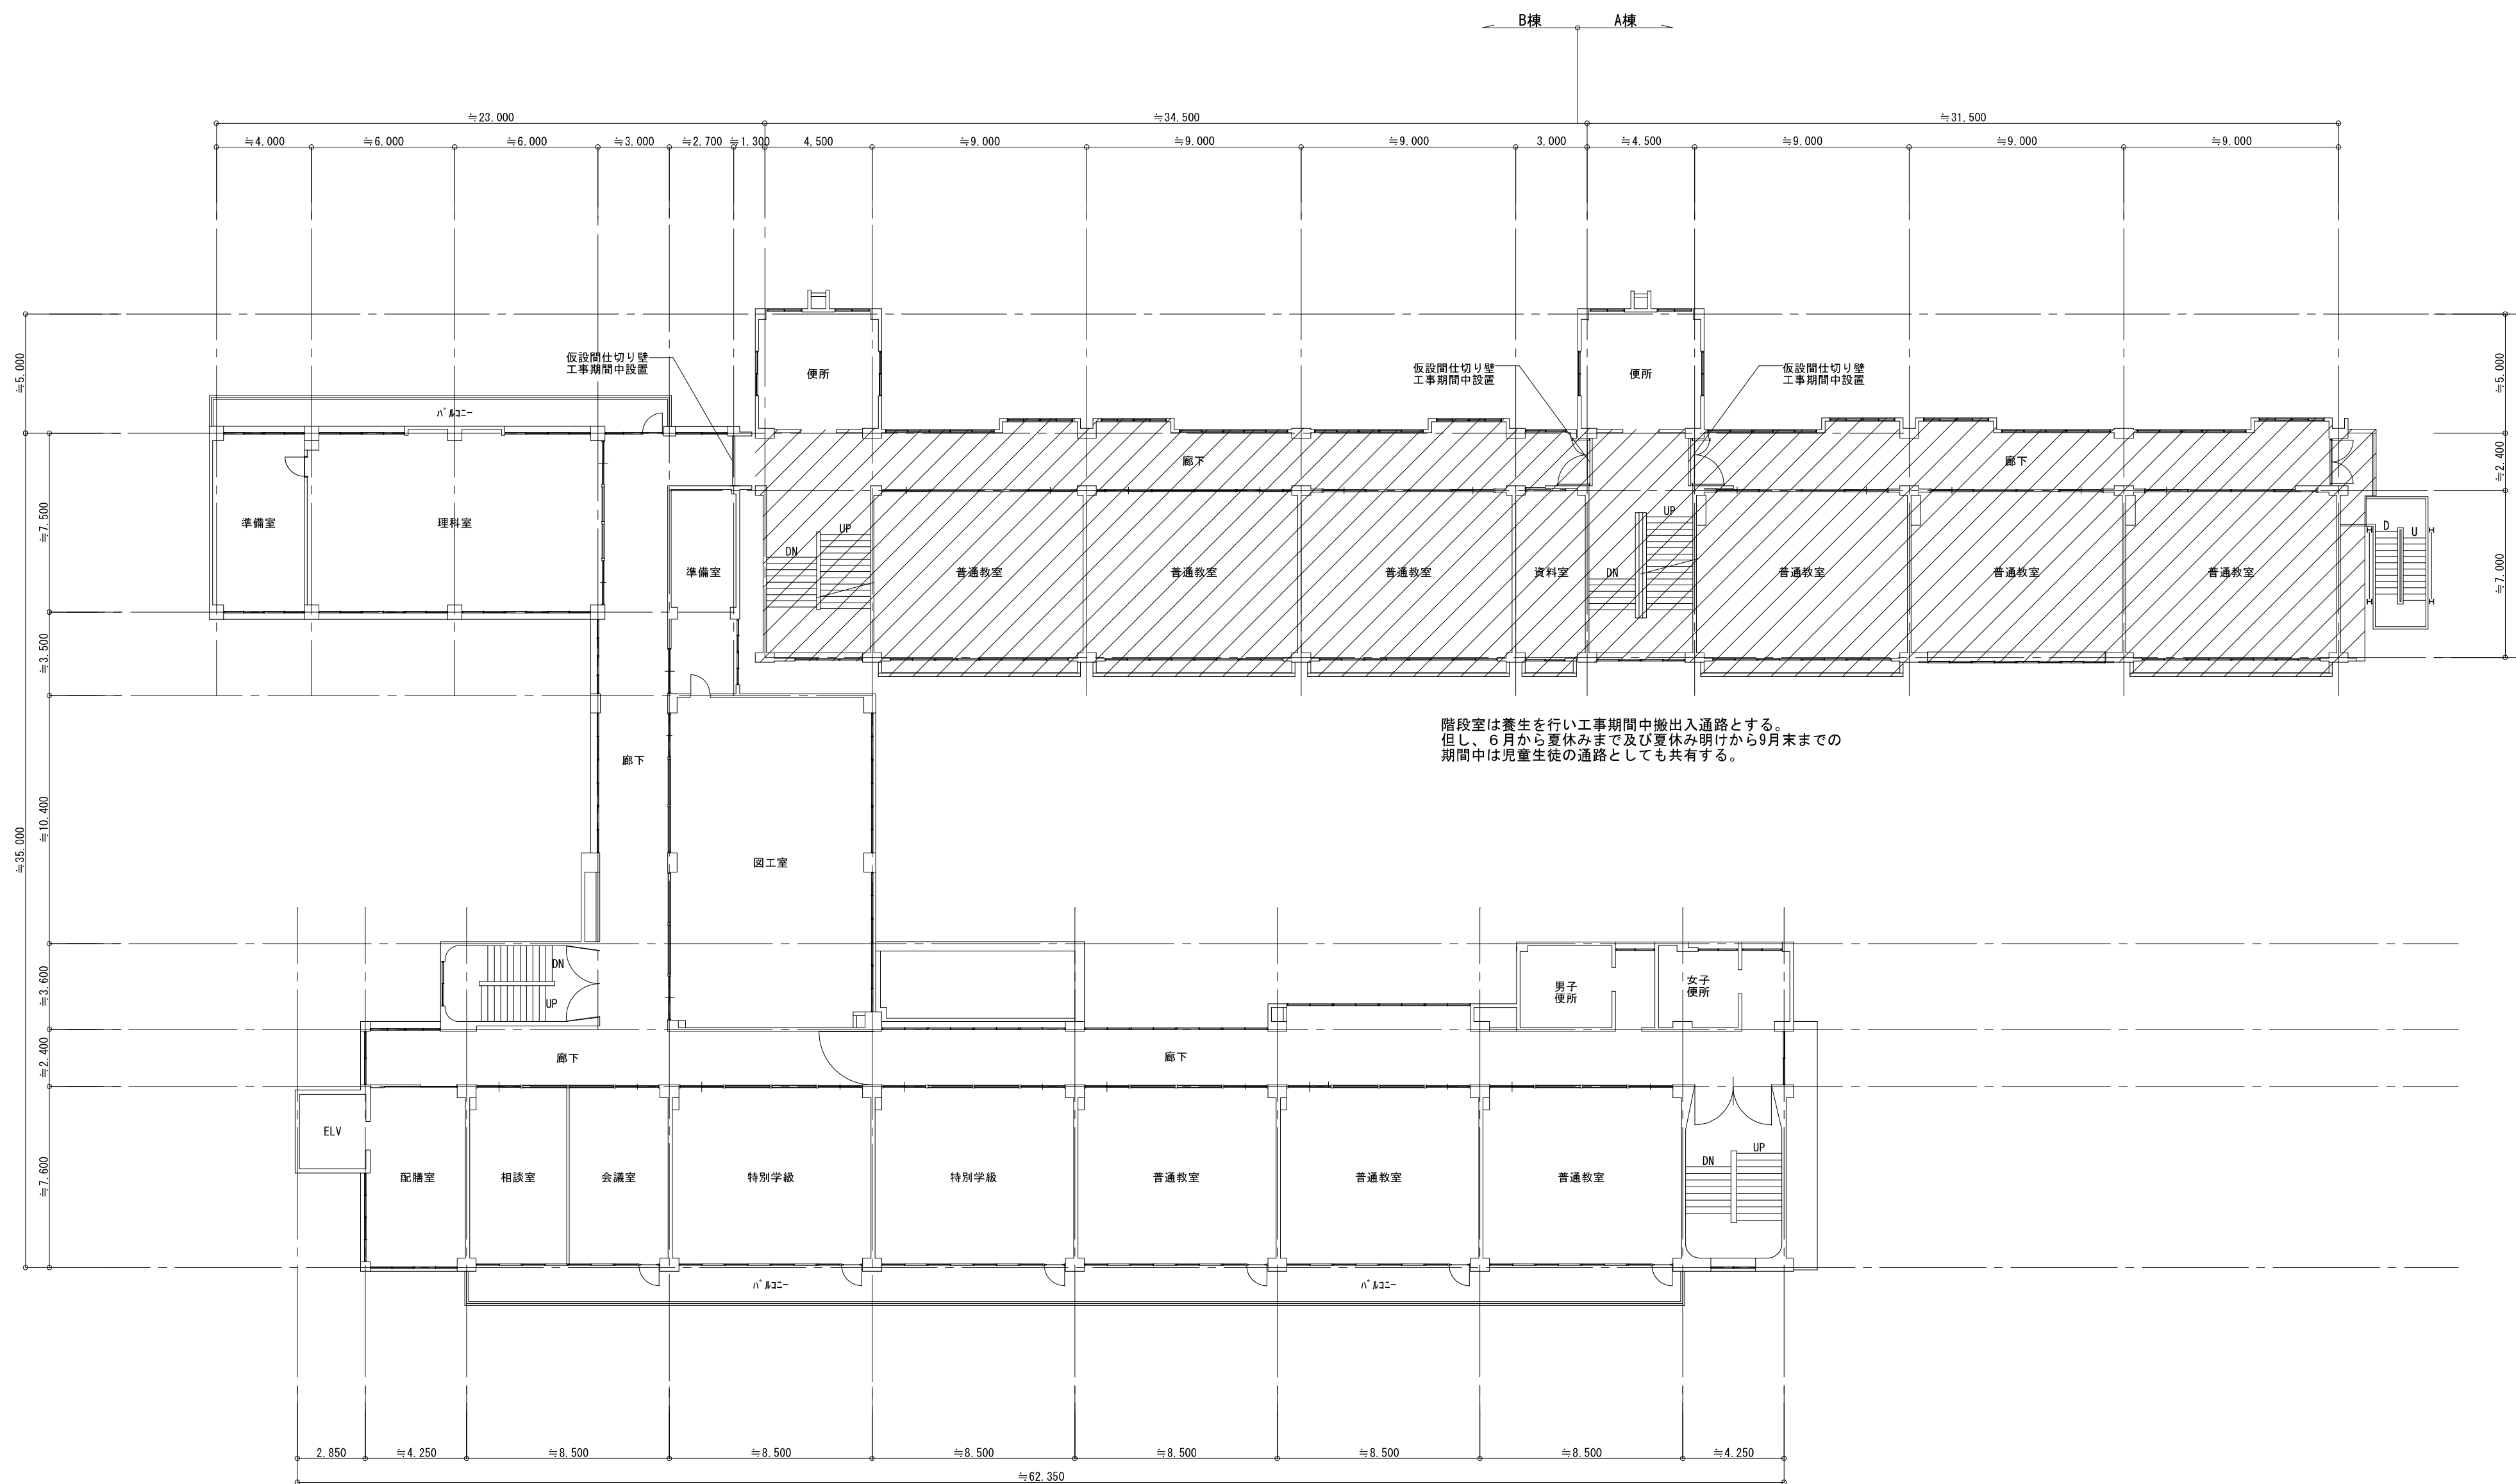 B棟 A棟
≒23.000 ≒34.500 ≒31.500
≒4.000 ≒6.000 ≒6.000 ≒3.000 ≒2.700 ≒1.300 4,500 ≒9.000 ≒9.000 ≒9.000 3,000 ≒4.500 ≒9.000 ≒9.000 ≒9.000
≒5.000
≒7.500
≒3.500
≒10.400
≒35.000
≒3.600
≒2.400
≒7.600
≒5.000
≒2.400
≒7.000
仮設間仕切り壁
工事期間中設置
仮設間仕切り壁
工事期間中設置
仮設間仕切り壁
工事期間中設置
便所
便所
バルコニー
廊下
廊下
準備室
理科室
準備室
DN
UP
普通教室
普通教室
普通教室
資料室
DN
UP
普通教室
普通教室
普通教室
D
U
階段室は養生を行い工事期間中搬出入通路とする。
但し、６月から夏休みまで及び夏休み明けから9月末までの
期間中は児童生徒の通路としても共有する。
廊下
図工室
DN
UP
男子
便所
女子
便所
廊下
廊下
ELV
配膳室
相談室
会議室
特別学級
特別学級
普通教室
普通教室
普通教室
DN
UP
バルコニー
バルコニー
2,850 ≒4.250 ≒8.500 ≒8.500 ≒8.500 ≒8.500 ≒8.500 ≒8.500 ≒4.250
≒62.350